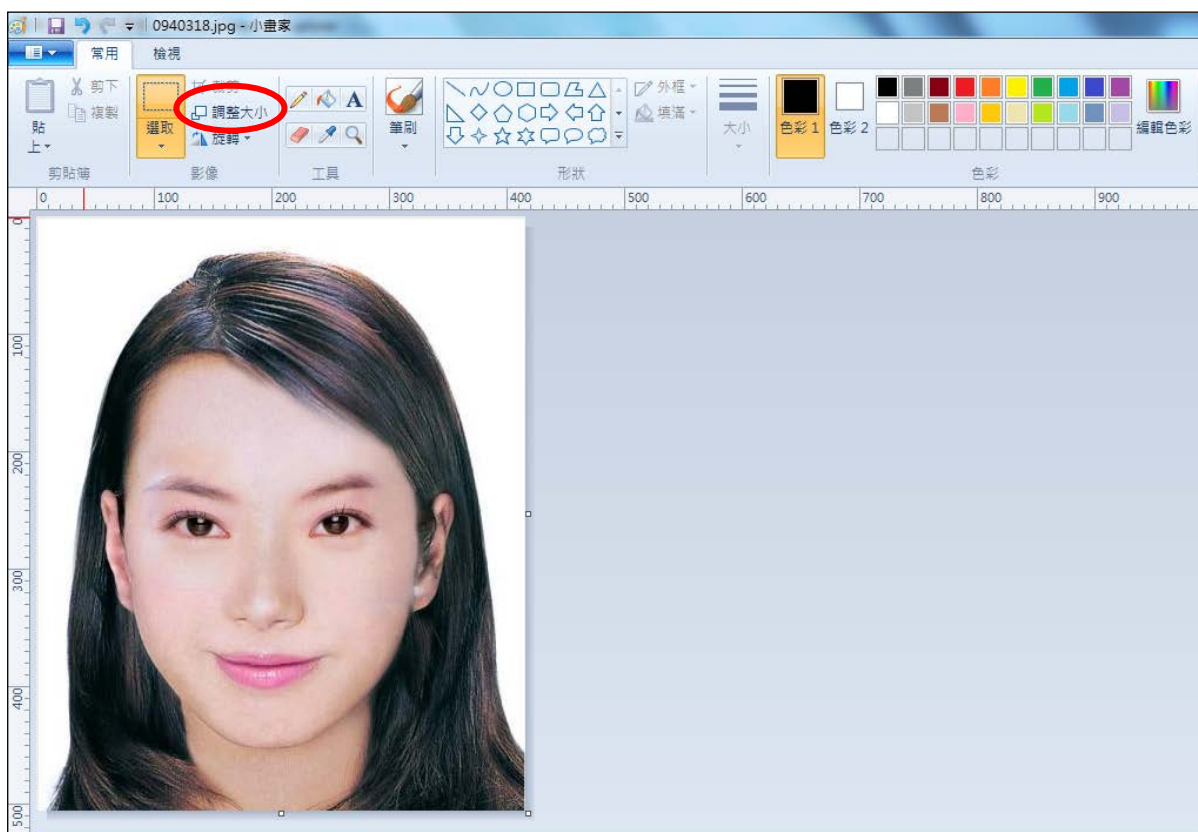 0940318.jpg - 小畫家
常用 檢視
剪下
複製
貼上
剪貼簿
選取
裁剪
調整大小
旋轉
影像
A
工具
筆刷
形狀
外框
填滿
大小
色彩 1
色彩 2
編輯色彩
色彩
0 100 200 300 400 500 600 700 800 900
0
100
200
300
400
500